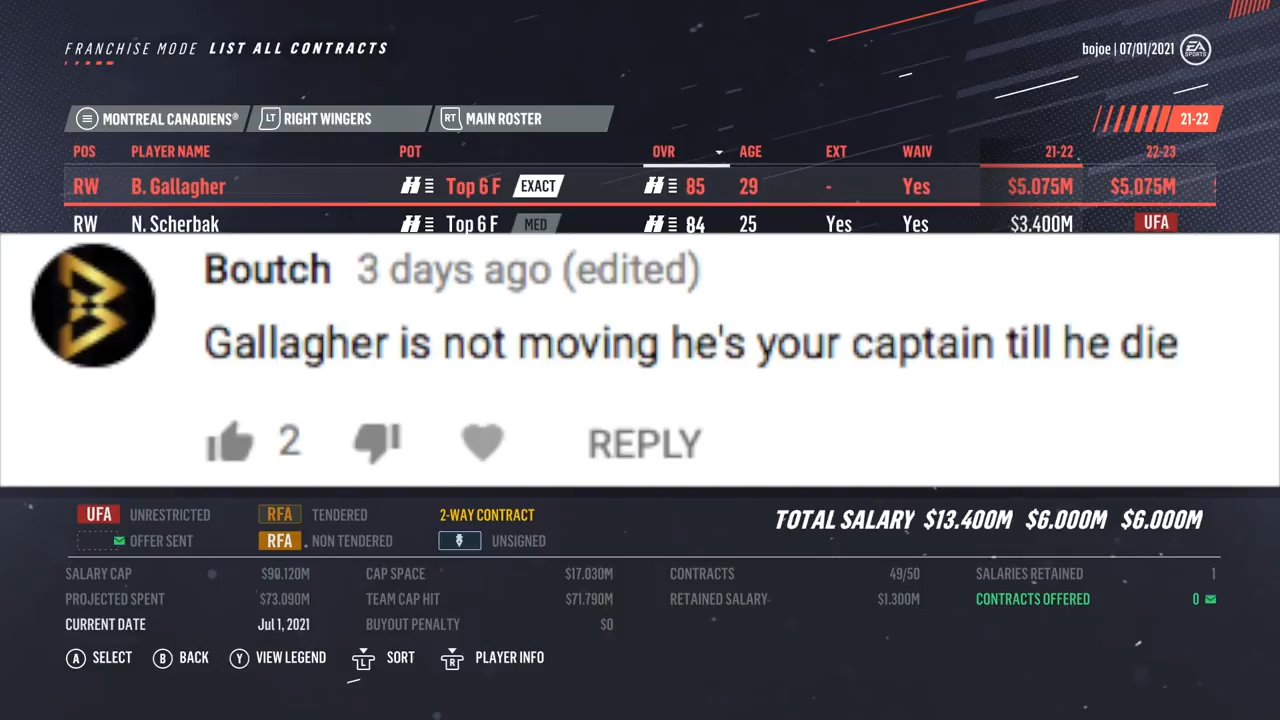 FRANCHISE MODE LIST ALL CONTRACTS
bojoe | 07/01/2021 EA SPORTS
MONTREAL CANADIENS® LT RIGHT WINGERS RT MAIN ROSTER 21-22
POS PLAYER NAME POT OVR AGE EXT WAIV 21-22 22-23
RW B. Gallagher Top 6 F EXACT 85 29 - Yes $5.075M $5.075M
RW N. Scherbak Top 6 F MED 84 25 Yes Yes $3.400M UFA
Boutch 3 days ago (edited)
Gallagher is not moving he's your captain till he die
2 REPLY
UFA UNRESTRICTED RFA TENDERED 2-WAY CONTRACT TOTAL SALARY $13.400M $6.000M $6.000M
OFFER SENT RFA NON TENDERED UNSIGNED
SALARY CAP $90.120M CAP SPACE $17.030M CONTRACTS 49/50 SALARIES RETAINED 1
PROJECTED SPENT $73.090M TEAM CAP HIT $71.790M RETAINED SALARY $1.300M CONTRACTS OFFERED 0
CURRENT DATE Jul 1, 2021 BUYOUT PENALTY $0
A SELECT B BACK Y VIEW LEGEND L SORT R PLAYER INFO